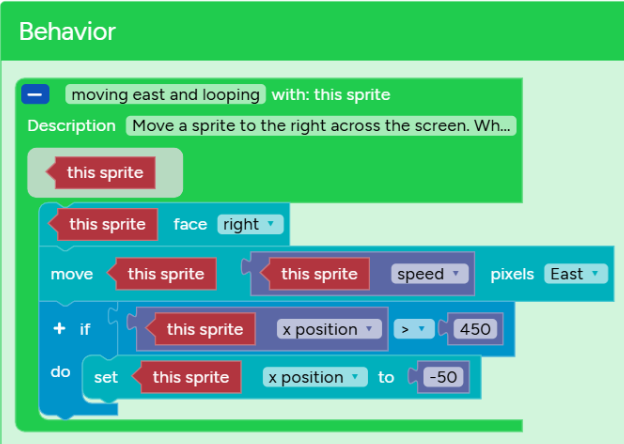 Behavior
moving east and looping with: this sprite
Description Move a sprite to the right across the screen. Wh...
this sprite
this sprite face right
move this sprite this sprite speed pixels East
+ if this sprite x position > 450
do set this sprite x position to -50